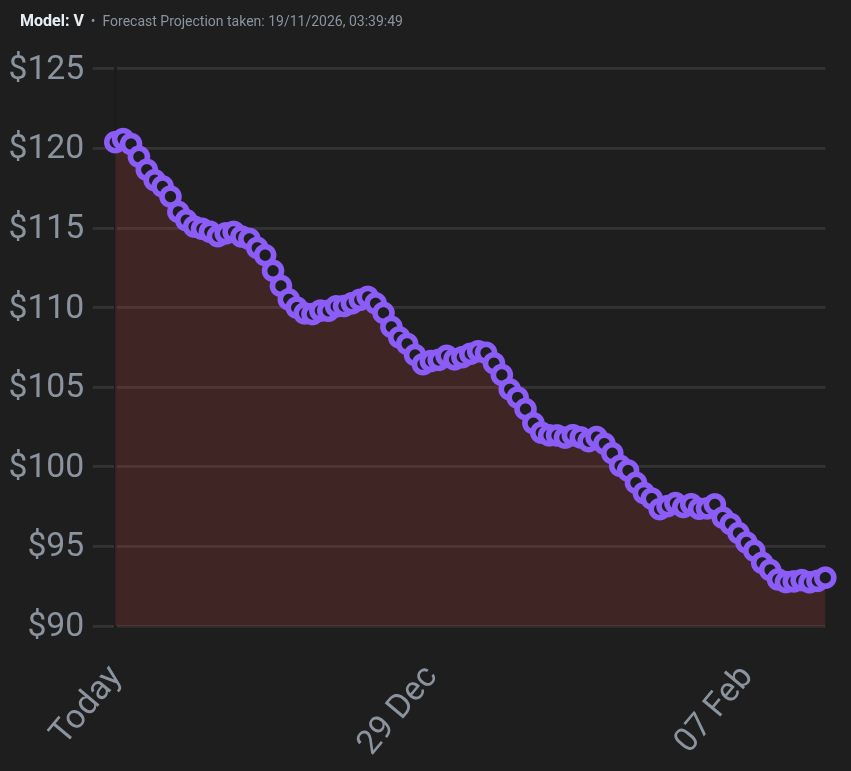 Model: V • Forecast Projection taken: 19/11/2026, 03:39:49
$125
$120
$115
$110
$105
$100
$95
$90
Today
29 Dec
07 Feb